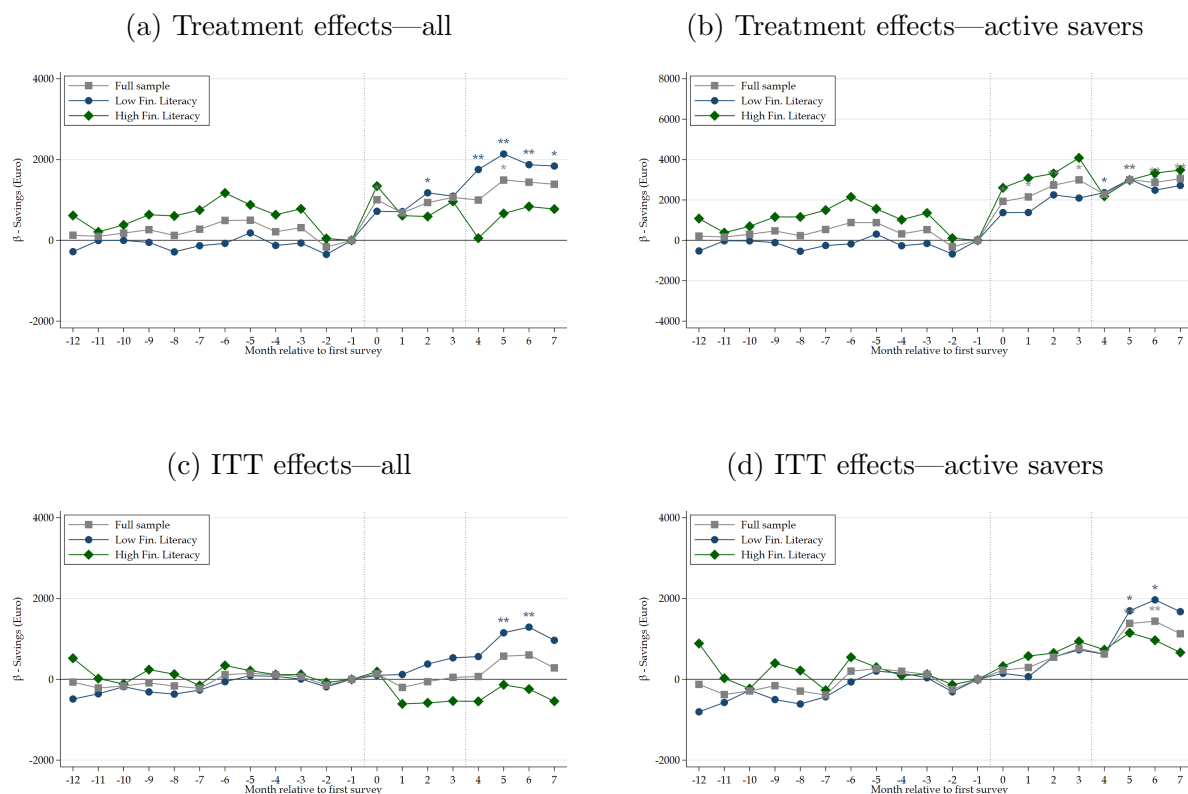 (a) Treatment effects—all
4000
2000
0
-2000
β - Savings (Euro)
Full sample
Low Fin. Literacy
High Fin. Literacy
* ** ** * ** *
-12 -11 -10 -9 -8 -7 -6 -5 -4 -3 -2 -1 0 1 2 3 4 5 6 7
Month relative to first survey
(b) Treatment effects—active savers
8000
6000
4000
2000
0
-2000
-4000
β - Savings (Euro)
Full sample
Low Fin. Literacy
High Fin. Literacy
* * * **
-12 -11 -10 -9 -8 -7 -6 -5 -4 -3 -2 -1 0 1 2 3 4 5 6 7
Month relative to first survey
(c) ITT effects—all
4000
2000
0
-2000
β - Savings (Euro)
Full sample
Low Fin. Literacy
High Fin. Literacy
** **
-12 -11 -10 -9 -8 -7 -6 -5 -4 -3 -2 -1 0 1 2 3 4 5 6 7
Month relative to first survey
(d) ITT effects—active savers
4000
2000
0
-2000
β - Savings (Euro)
Full sample
Low Fin. Literacy
High Fin. Literacy
* * **
-12 -11 -10 -9 -8 -7 -6 -5 -4 -3 -2 -1 0 1 2 3 4 5 6 7
Month relative to first survey